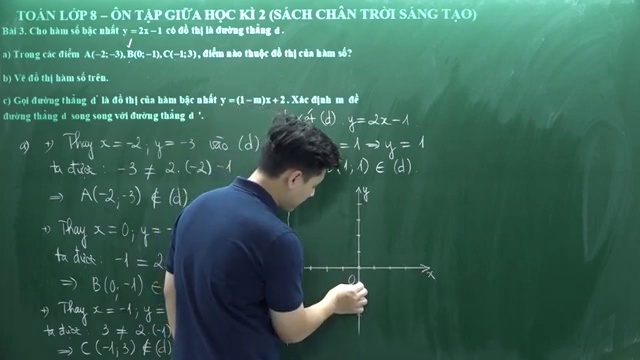 TOÁN LỚP 8 – ÔN TẬP GIỮA HỌC KÌ 2 (SÁCH CHÂN TRỜI SÁNG TẠO)
Bài 3. Cho hàm số bậc nhất y = 2x – 1 có đồ thị là đường thẳng d.
a) Trong các điểm A(–2; –3), B(0; –1), C(–1; 3), điểm nào thuộc đồ thị của hàm số?
b) Vẽ đồ thị hàm số trên.
c) Gọi đường thẳng d' là đồ thị của hàm bậc nhất y = (1 – m)x + 2. Xác định m để
đường thẳng d song song với đường thẳng d '.
a) +) Thay x = -2, y = -3 vào (d)
ta được: -3 ≠ 2.(-2) -1
⇒ A(-2, -3) ∉ (d)
+) Thay x = 0, y = -
ta được: -1 = 2
⇒ B(0, -1) ∈
+) Thay x = -1, y =
ta được: 3 ≠ 2.(-1)
⇒ C(-1, 3) ∉ (d)
(d) y = 2x - 1
= 1 ⇒ y = 1
1, 1) ∈ (d).
y
O
x